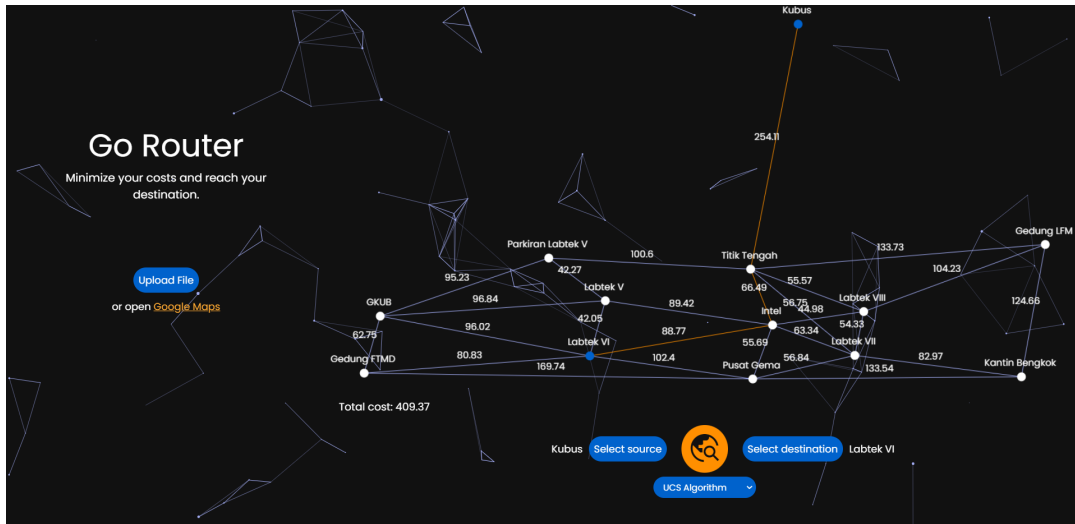 Kubus
254.11
Go Router
Minimize your costs and reach your
destination.
Upload File
or open Google Maps
Gedung LFM
Parkiran Labtek V
100.6
Titik Tengah
133.73
104.23
95.23
42.27
66.49
55.57
Labtek V
56.75
44.98
Labtek VIII
124.66
GKUB
96.84
89.42
Intel
96.02
42.05
88.77
63.34
54.33
62.75
Labtek VI
55.69
Labtek VII
Gedung FTMD
80.83
169.74
102.4
Pusat Gema
56.84
133.54
82.97
Kantin Bengkok
Total cost: 409.37
Kubus
Select source
Select destination
Labtek VI
UCS Algorithm